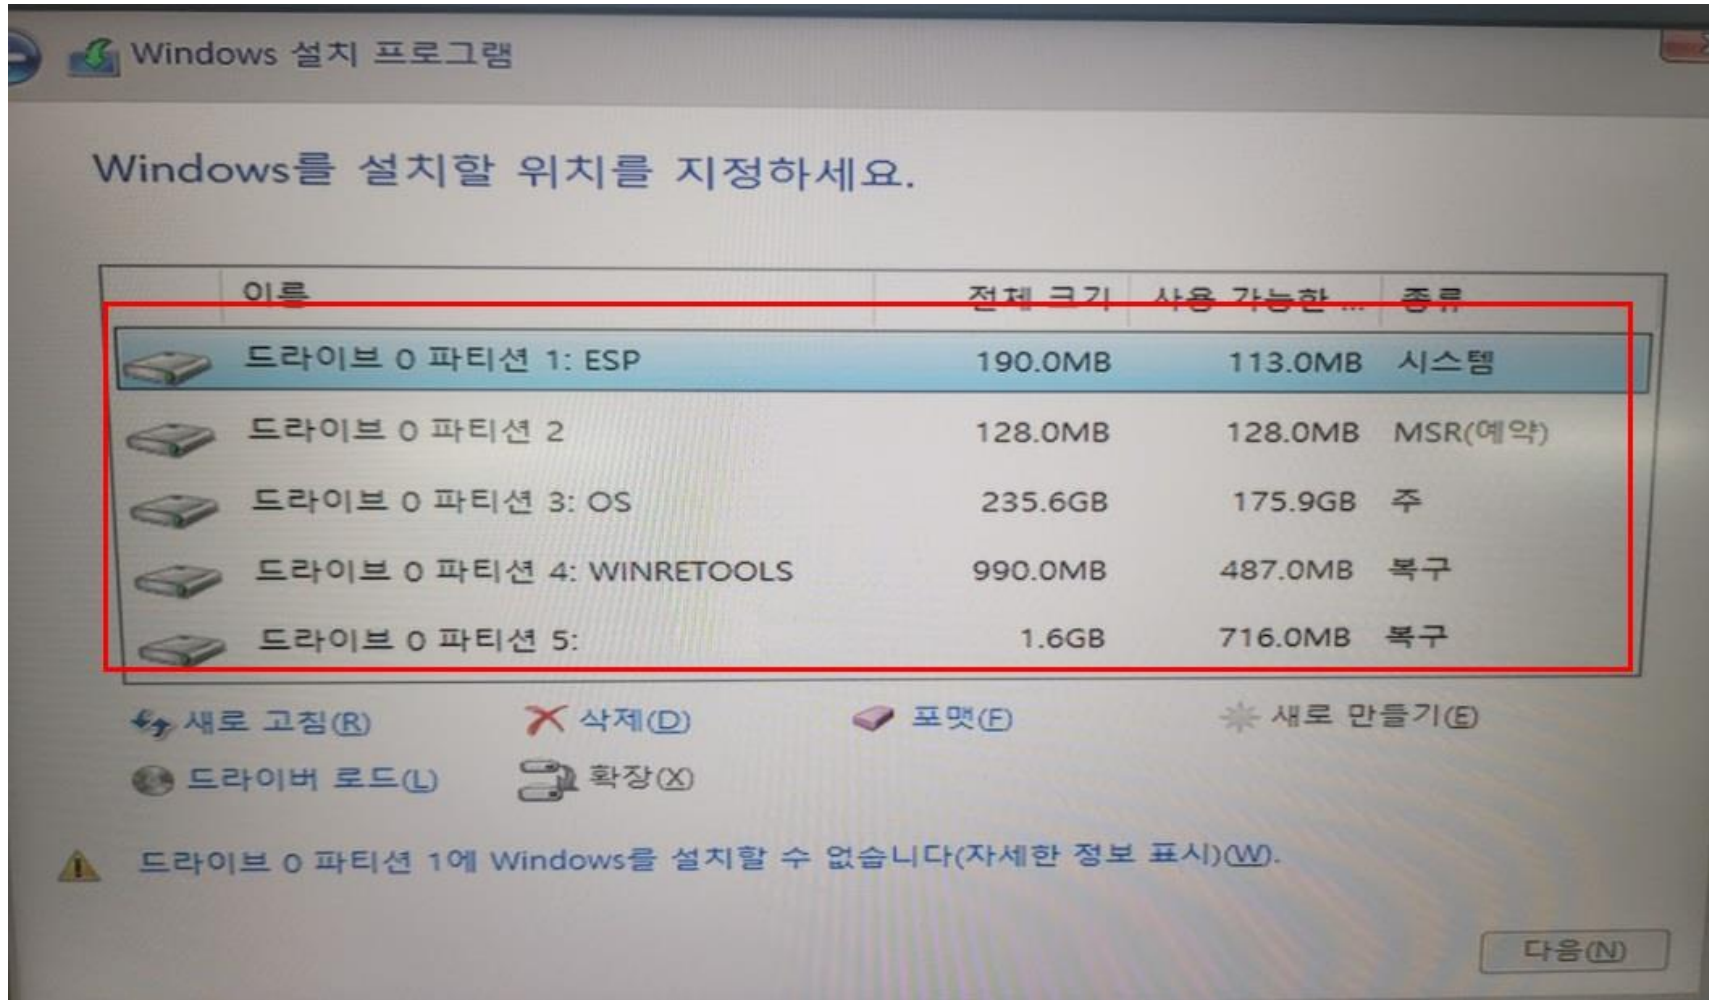 Windows 설치 프로그램
Windows를 설치할 위치를 지정하세요.
이름 전체 크기 사용 가능한 ... 종류
드라이브 0 파티션 1: ESP 190.0MB 113.0MB 시스템
드라이브 0 파티션 2 128.0MB 128.0MB MSR(예약)
드라이브 0 파티션 3: OS 235.6GB 175.9GB 주
드라이브 0 파티션 4: WINRETOOLS 990.0MB 487.0MB 복구
드라이브 0 파티션 5: 1.6GB 716.0MB 복구
새로 고침(R) 삭제(D) 포맷(F) 새로 만들기(E)
드라이버 로드(L) 확장(X)
드라이브 0 파티션 1에 Windows를 설치할 수 없습니다(자세한 정보 표시)(W).
다음(N)